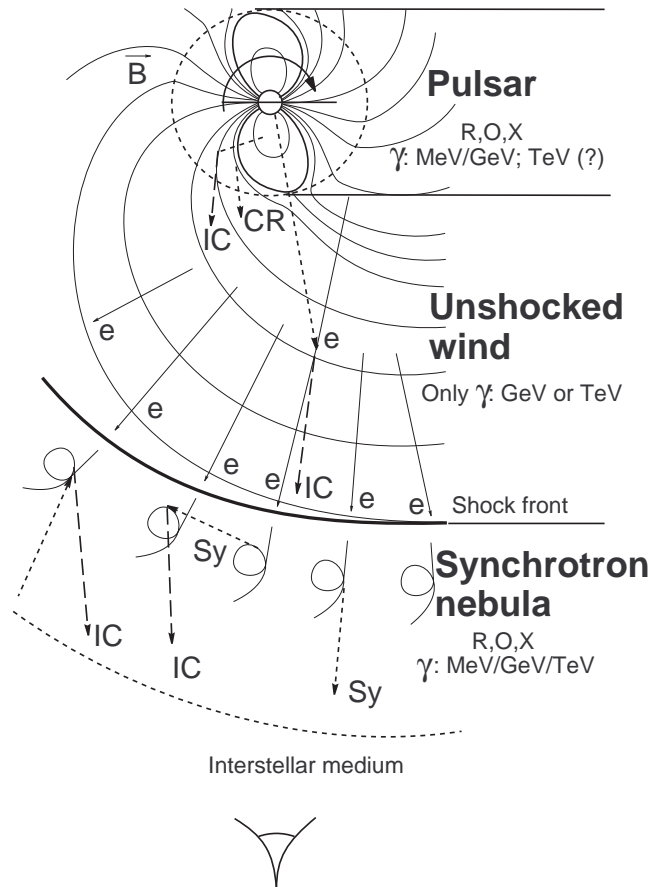 B
Pulsar
R,O,X
γ: MeV/GeV; TeV (?)
IC
CR
Unshocked
wind
Only γ: GeV or TeV
e
e
e
e
e
IC
e
e
Shock front
Sy
Synchrotron
nebula
R,O,X
γ: MeV/GeV/TeV
IC
IC
Sy
Interstellar medium